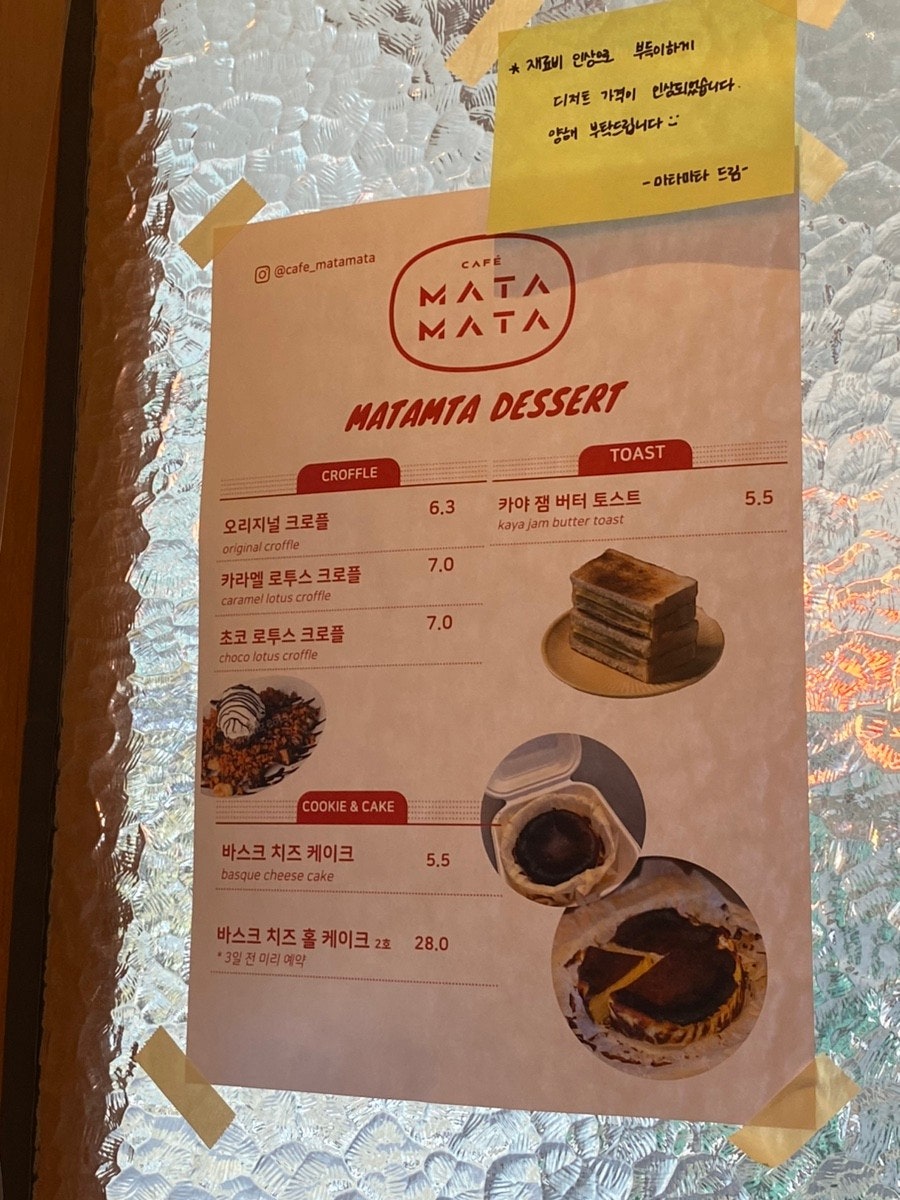 * 재료비 인상으로 부득이하게
디저트 가격이 인상되었습니다.
양해 부탁드립니다 :)
- 마타마타 드림 -
@cafe_matamata
CAFÉ
MATA
MATA
MATAMTA DESSERT
CROFFLE
오리지널 크로플 6.3
original croffle
카라멜 로투스 크로플 7.0
caramel lotus croffle
초코 로투스 크로플 7.0
choco lotus croffle
TOAST
카야 잼 버터 토스트 5.5
kaya jam butter toast
COOKIE & CAKE
바스크 치즈 케이크 5.5
basque cheese cake
바스크 치즈 홀 케이크 2호 28.0
* 3일 전 미리 예약